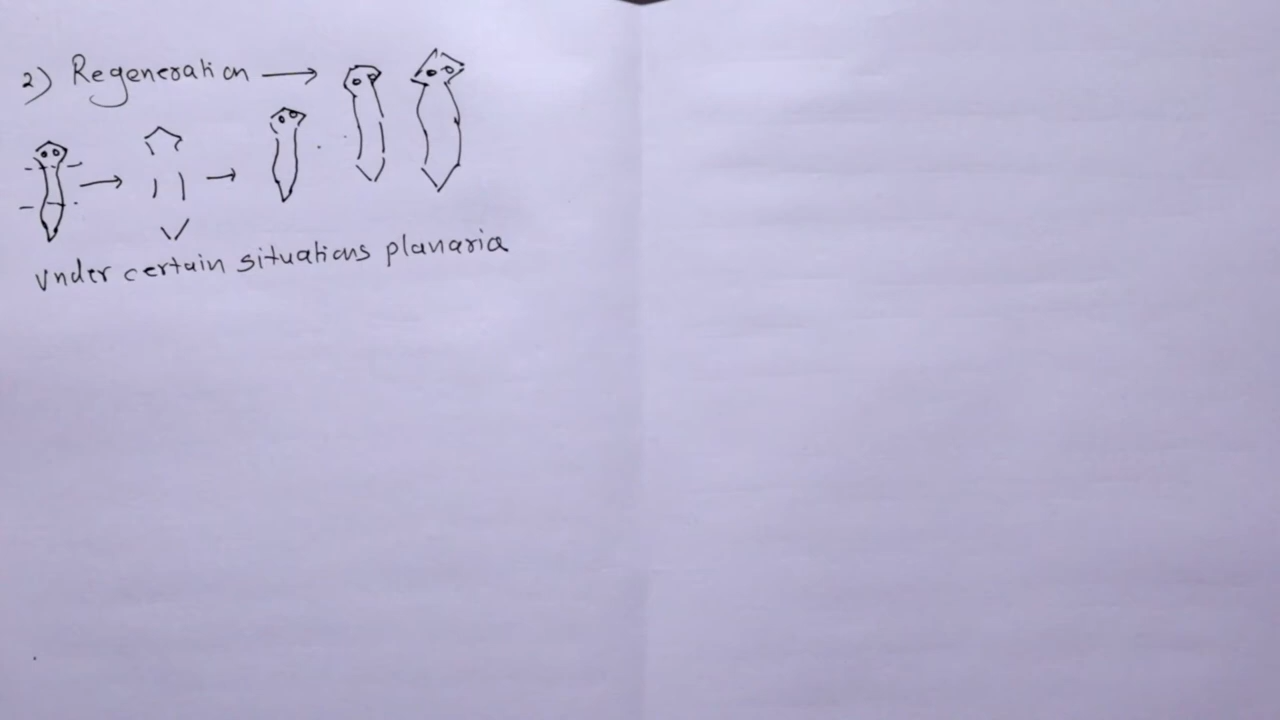 2) Regeneration →
Under certain situations planaria